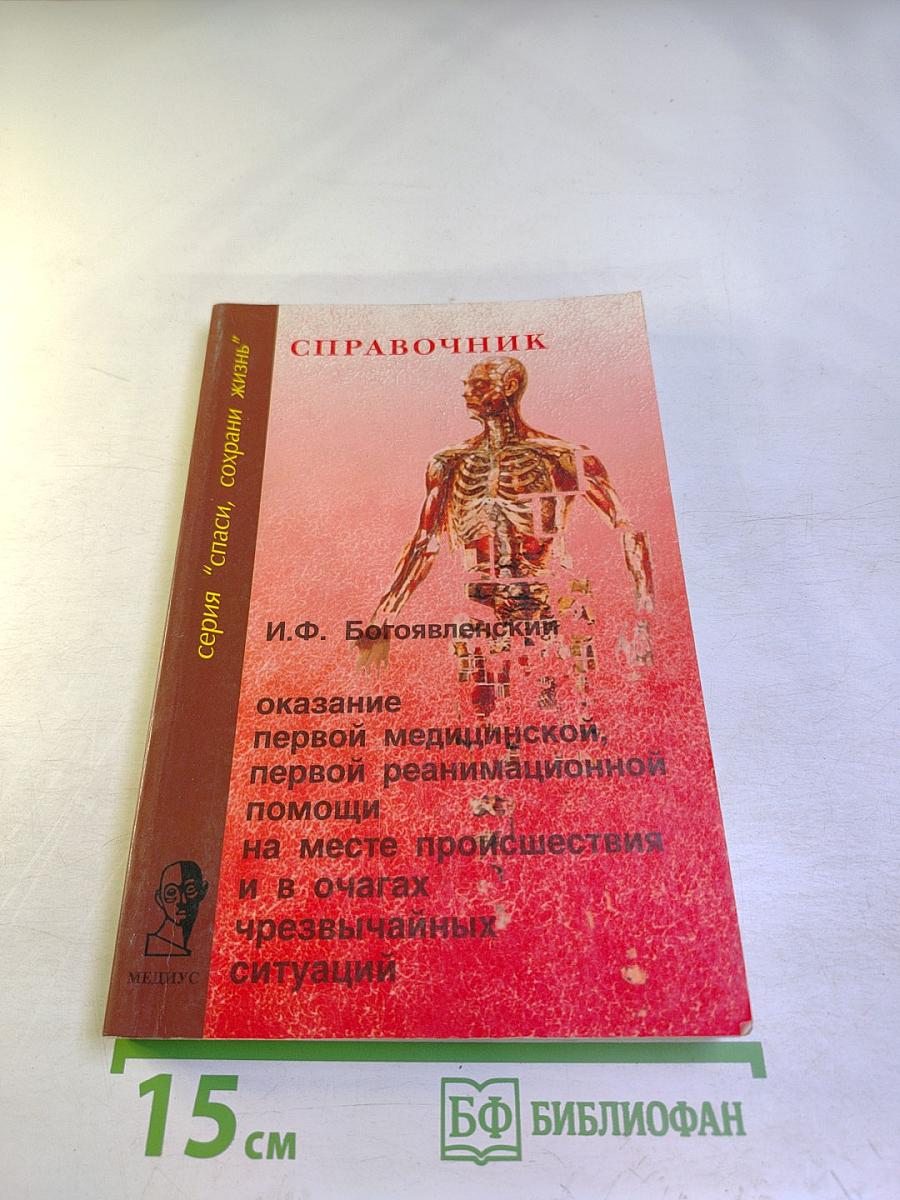 СПРАВОЧНИК
серия "спаси, сохрани жизнь"
И.Ф. Богоявленский
оказание
первой медицинской,
первой реанимационной
помощи
на месте происшествия
и в очагах
чрезвычайных
ситуаций
МЕДИУС
15 см
БФ БИБЛИОФАН